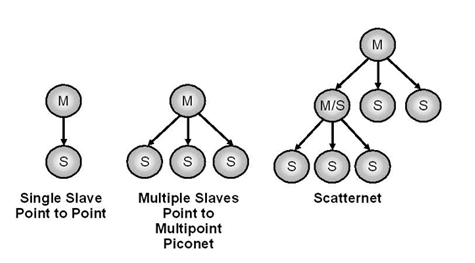 M
S
Single Slave
Point to Point
M
S S S
Multiple Slaves
Point to
Multipoint
Piconet
M
M/S S S
S S S
Scatternet